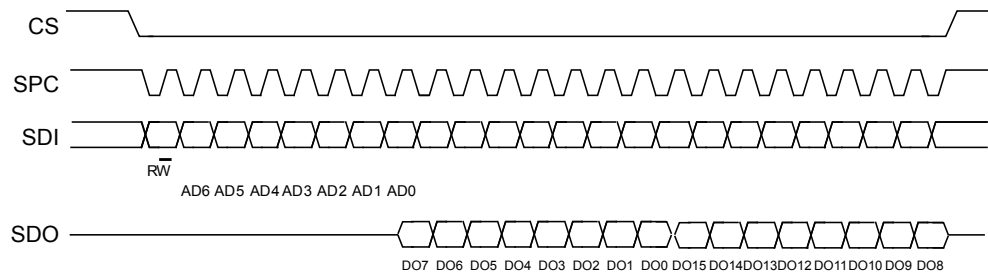 CS
SPC
SDI
RW
AD6 AD5 AD4 AD3 AD2 AD1 AD0
SDO
DO7 DO6 DO5 DO4 DO3 DO2 DO1 DO0 DO15 DO14 DO13 DO12 DO11 DO10 DO9 DO8